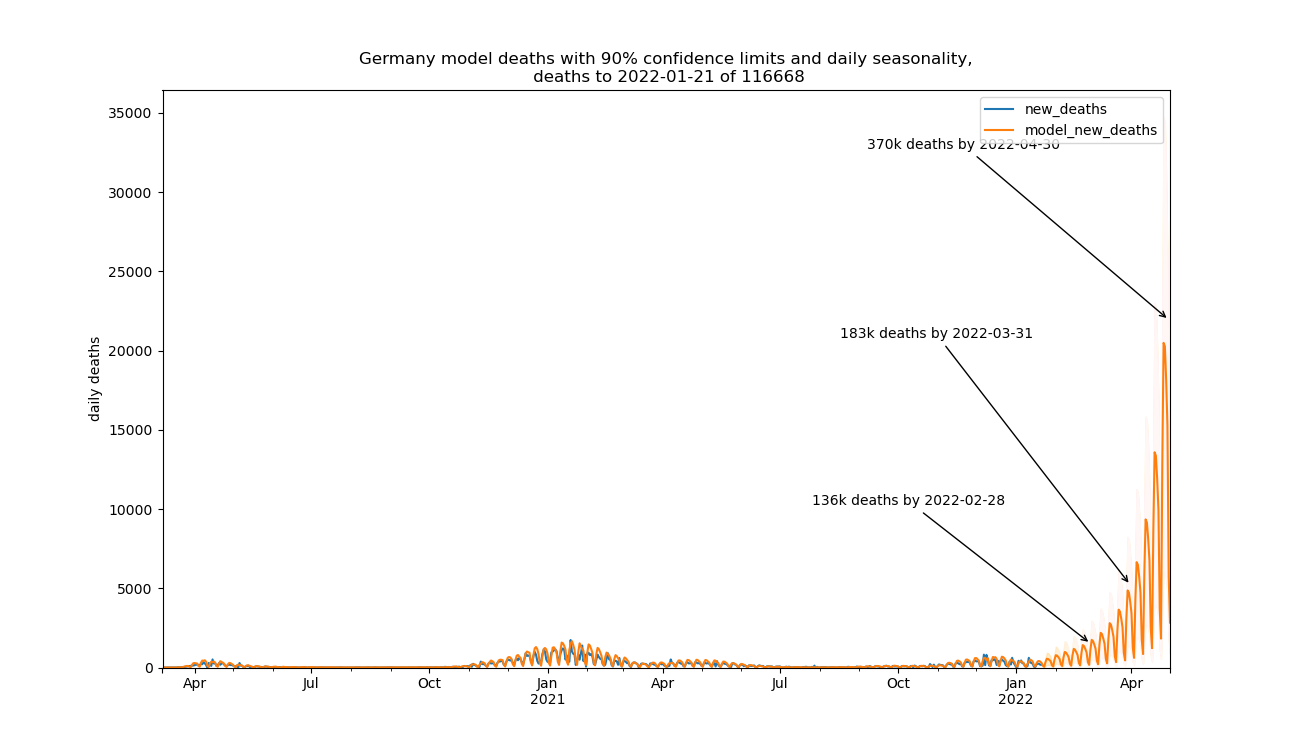 Germany model deaths with 90% confidence limits and daily seasonality,
deaths to 2022-01-21 of 116668
new_deaths
model_new_deaths
370k deaths by 2022-04-30
183k deaths by 2022-03-31
136k deaths by 2022-02-28
daily deaths
35000
30000
25000
20000
15000
10000
5000
0
Apr Jul Oct Jan Apr Jul Oct Jan Apr
2021 2022